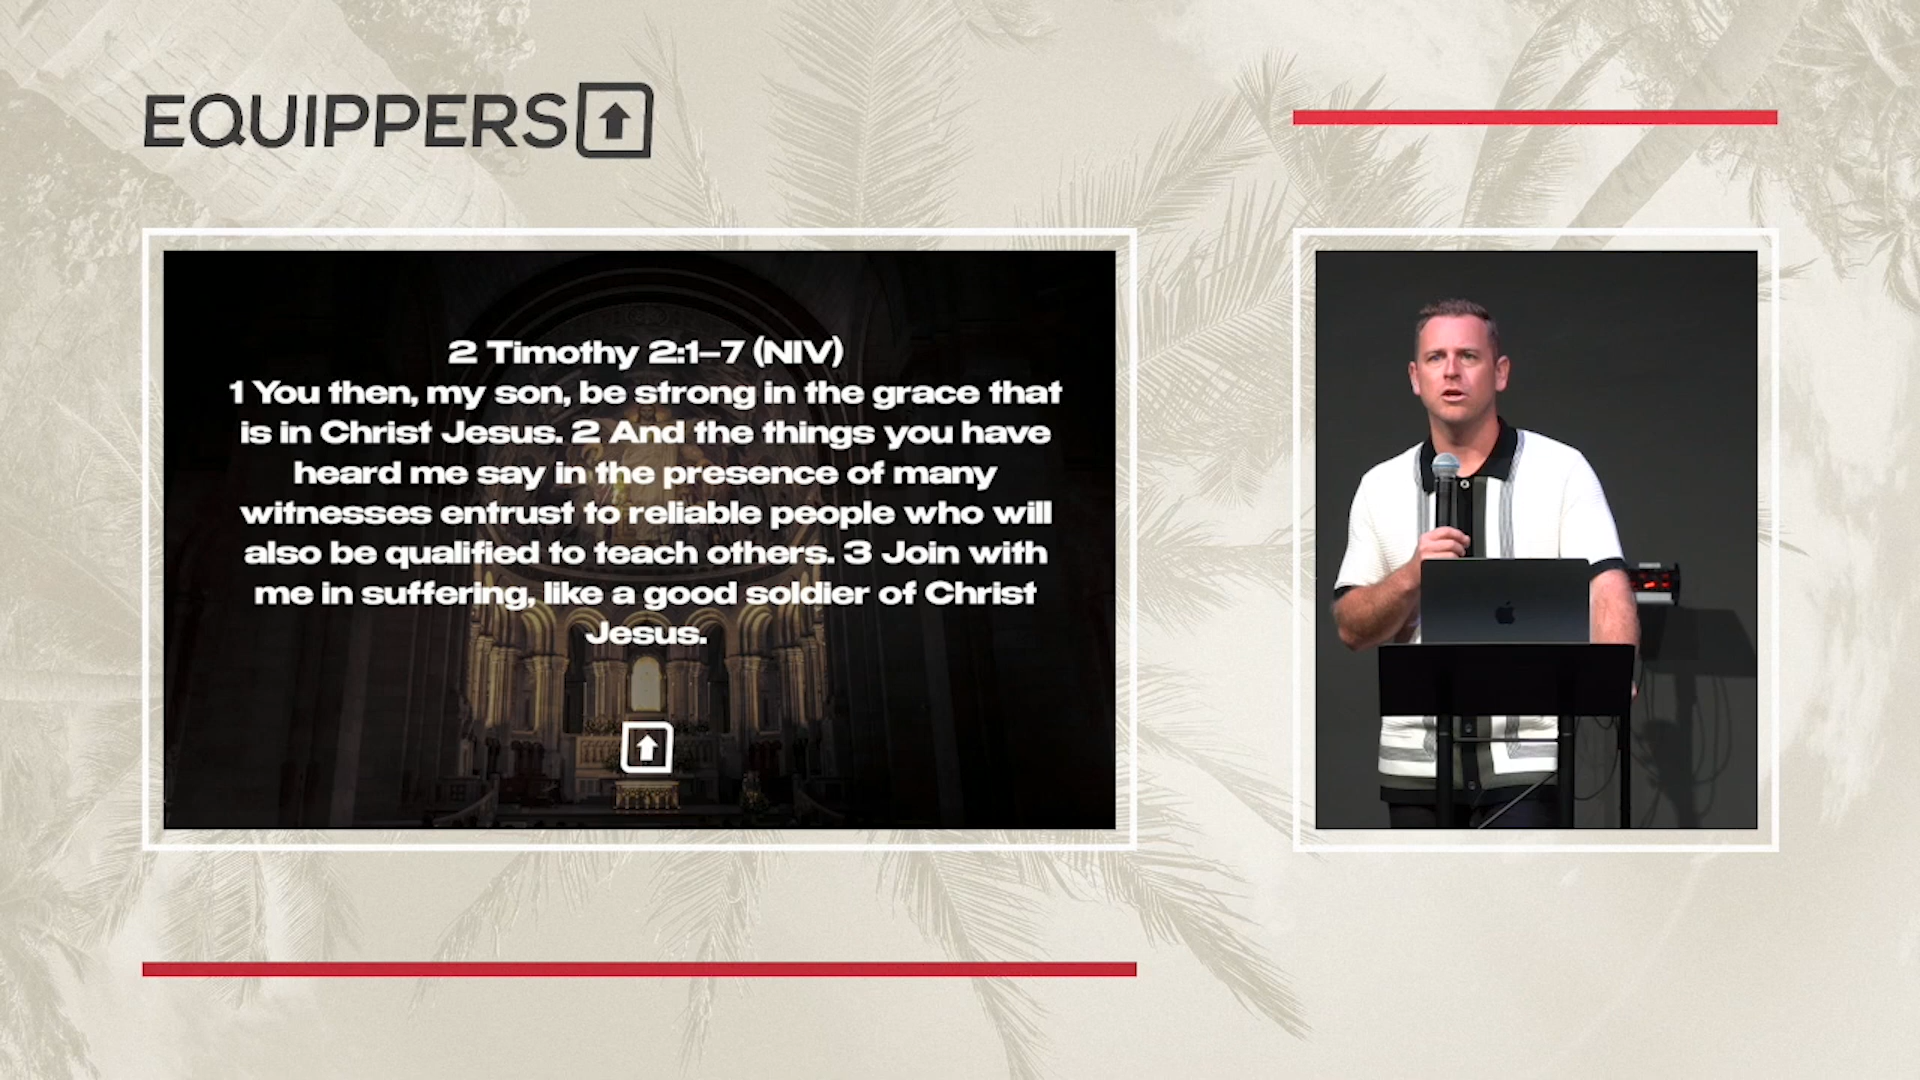 EQUIPPERS
2 Timothy 2:1–7 (NIV)
1 You then, my son, be strong in the grace that
is in Christ Jesus. 2 And the things you have
heard me say in the presence of many
witnesses entrust to reliable people who will
also be qualified to teach others. 3 Join with
me in suffering, like a good soldier of Christ
Jesus.